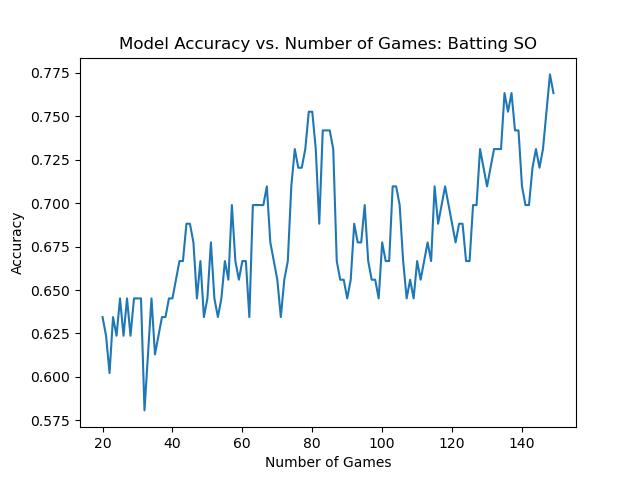 Model Accuracy vs. Number of Games: Batting SO
0.775
0.750
0.725
0.700
0.675
0.650
0.625
0.600
0.575
Accuracy
20 40 60 80 100 120 140
Number of Games